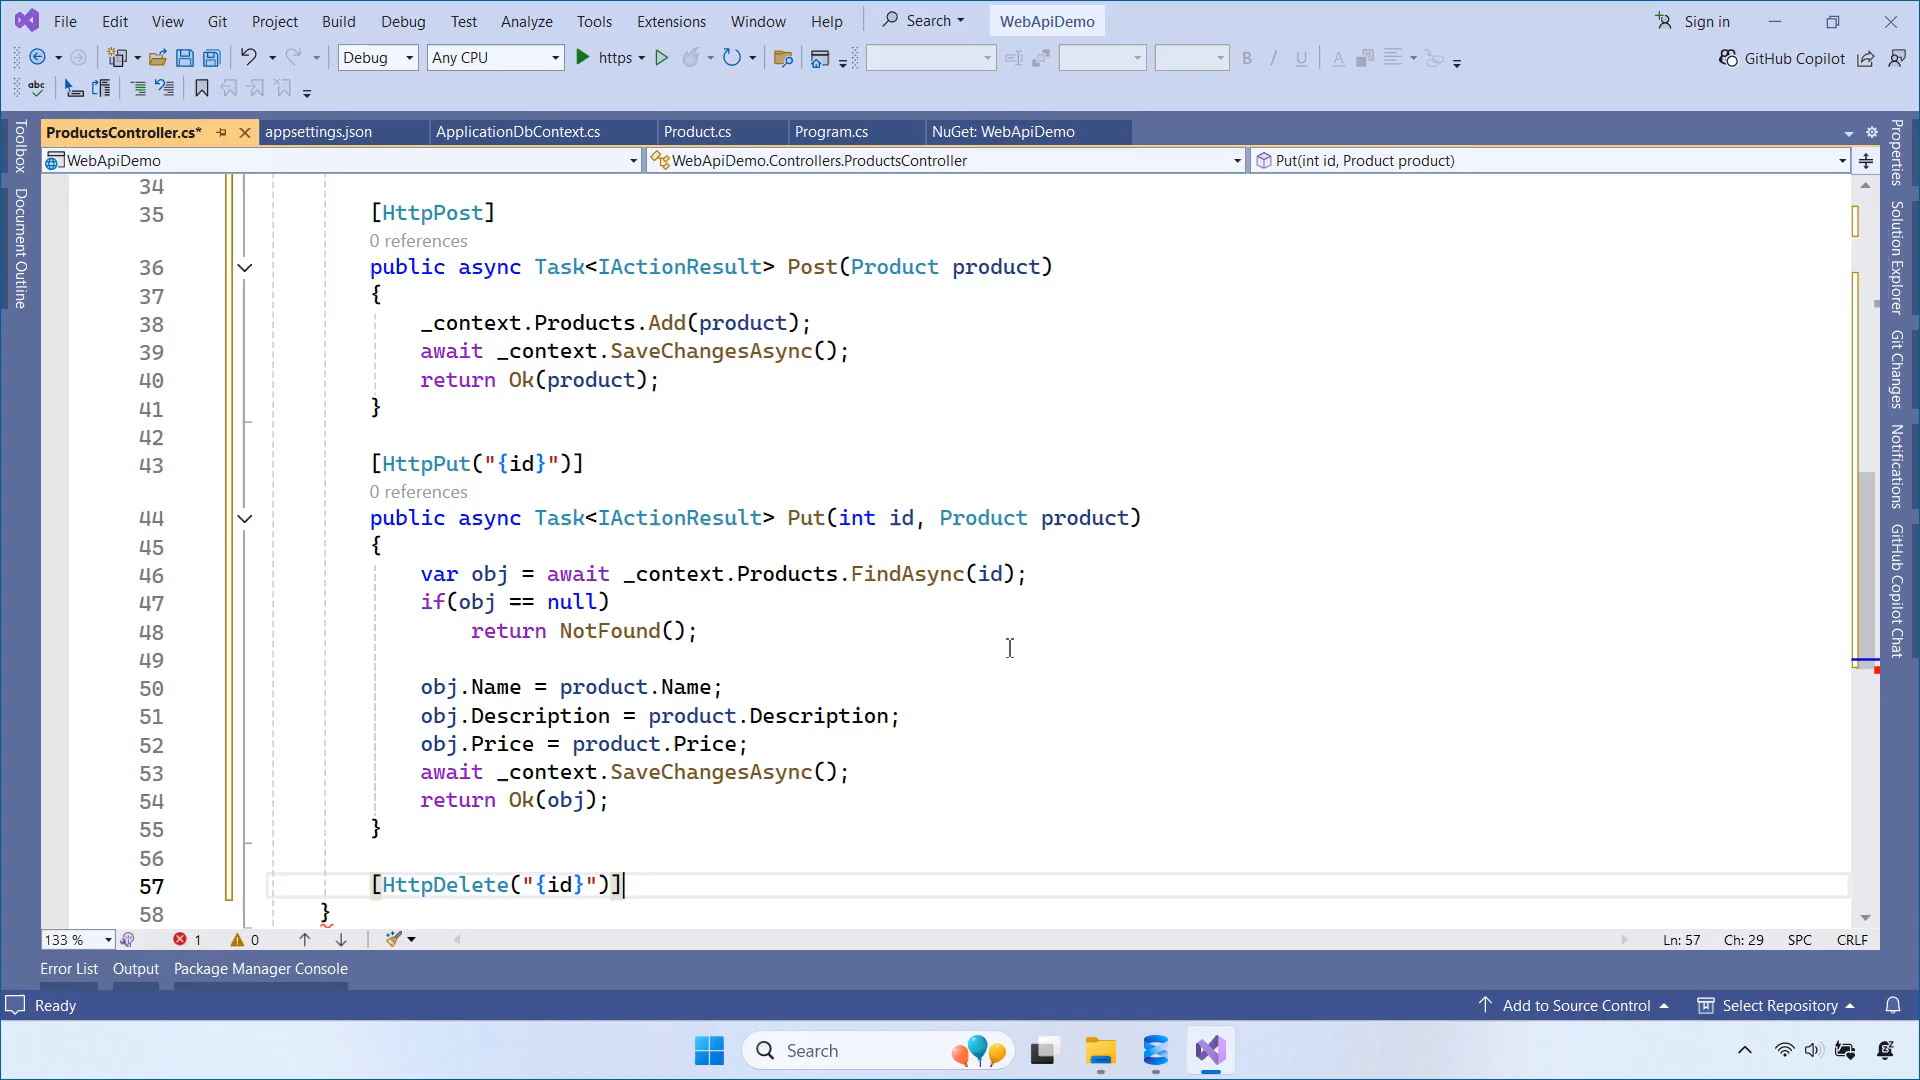 File Edit View Git Project Build Debug Test Analyze Tools Extensions Window Help Search WebApiDemo Sign in
Debug Any CPU https B I U A GitHub Copilot
abc
ProductsController.cs* appsettings.json ApplicationDbContext.cs Product.cs Program.cs NuGet: WebApiDemo
WebApiDemo WebApiDemo.Controllers.ProductsController Put(int id, Product product)
Toolbox
Document Outline
34
35 [HttpPost]
0 references
36 public async Task<IActionResult> Post(Product product)
37 {
38 _context.Products.Add(product);
39 await _context.SaveChangesAsync();
40 return Ok(product);
41 }
42
43 [HttpPut("{id}")]
0 references
44 public async Task<IActionResult> Put(int id, Product product)
45 {
46 var obj = await _context.Products.FindAsync(id);
47 if(obj == null)
48 return NotFound();
49
50 obj.Name = product.Name;
51 obj.Description = product.Description;
52 obj.Price = product.Price;
53 await _context.SaveChangesAsync();
54 return Ok(obj);
55 }
56
57 [HttpDelete("{id}")]
58 }
Properties
Solution Explorer
Git Changes
Notifications
GitHub Copilot Chat
133 % 1 0 Ln: 57 Ch: 29 SPC CRLF
Error List Output Package Manager Console
Ready Add to Source Control Select Repository
Search